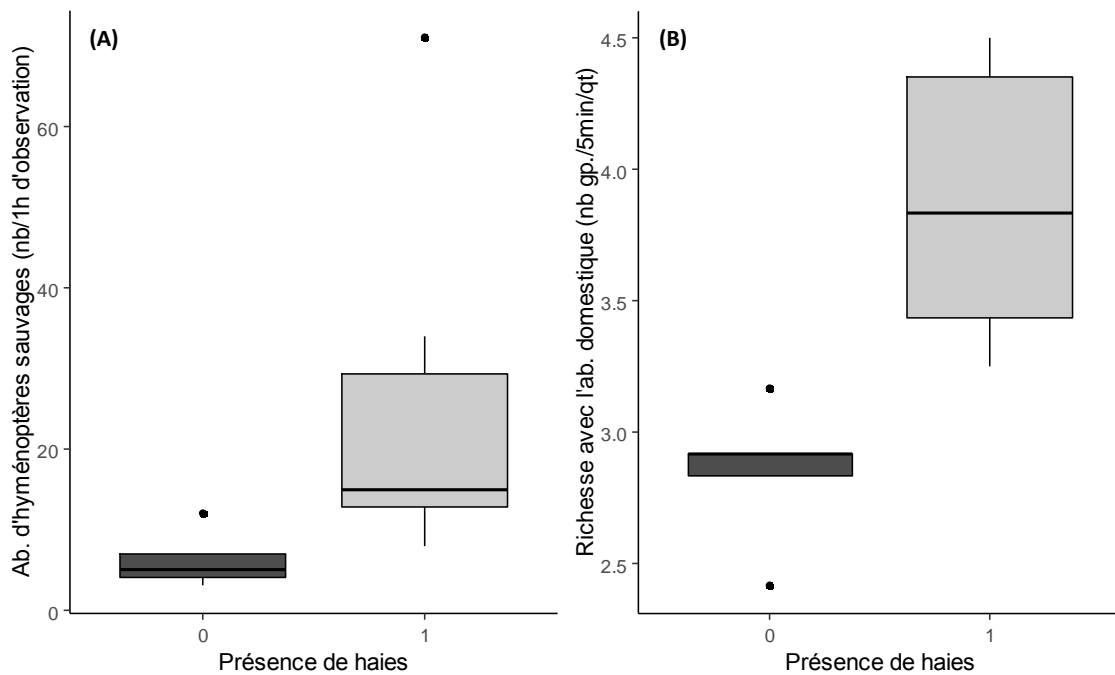 (A)
Ab. d'hyménoptères sauvages (nb/1h d'observation)
60
40
20
0
0
1
Présence de haies
(B)
Richesse avec l'ab. domestique (nb gp./5min/qt)
4.5
4.0
3.5
3.0
2.5
0
1
Présence de haies